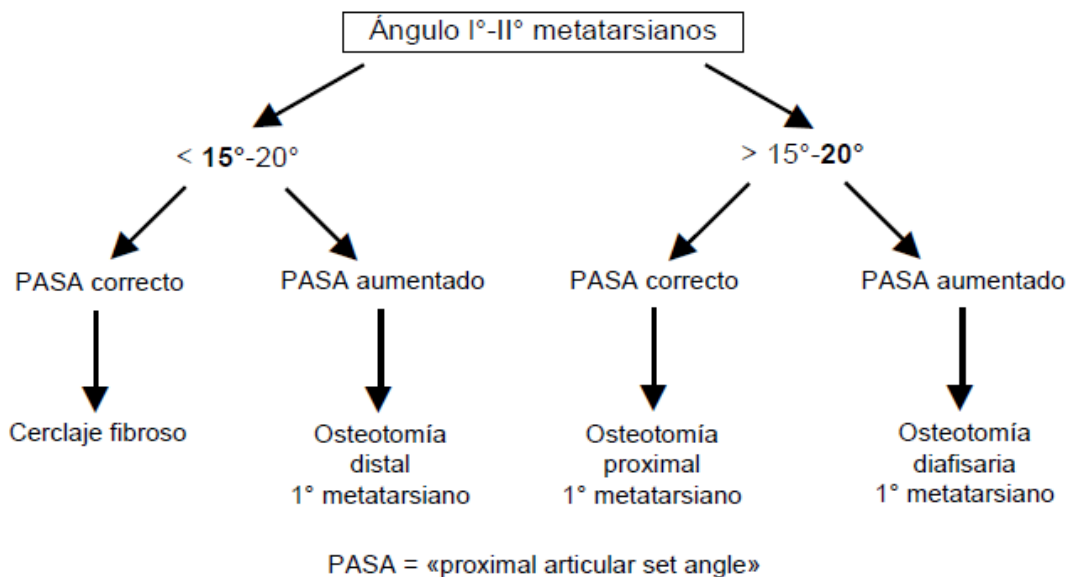 Ángulo I°-II° metatarsianos
< 15°-20°
> 15°-20°
PASA correcto
PASA aumentado
PASA correcto
PASA aumentado
Cerclaje fibroso
Osteotomía
distal
1° metatarsiano
Osteotomía
proximal
1° metatarsiano
Osteotomía
diafisaria
1° metatarsiano
PASA = «proximal articular set angle»